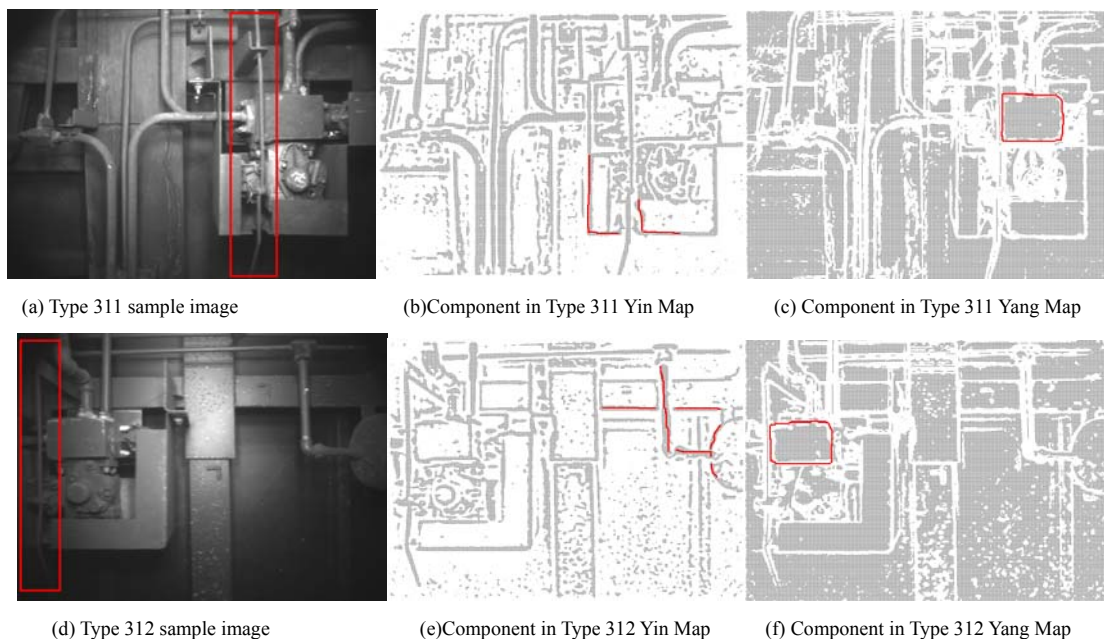 (a) Type 311 sample image
(b)Component in Type 311 Yin Map
(c) Component in Type 311 Yang Map
(d) Type 312 sample image
(e)Component in Type 312 Yin Map
(f) Component in Type 312 Yang Map